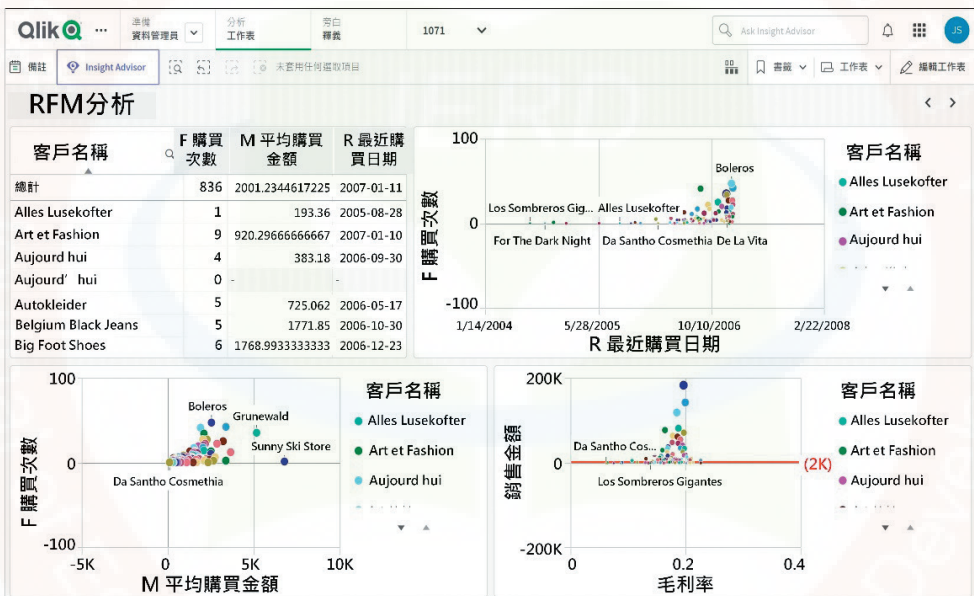 Qlik ... 準備 資料管理員 分析 工作表 旁白 釋義 1071 Ask Insight Advisor JS
備註 Insight Advisor 未套用任何選取項目 書籤 工作表 編輯工作表
RFM分析
客戶名稱 F 購買次數 M 平均購買金額 R 最近購買日期
總計 836 2001.2344617225 2007-01-11
Alles Lusekofter 1 193.36 2005-08-28
Art et Fashion 9 920.29666666667 2007-01-10
Aujourd hui 4 383.18 2006-09-30
Aujourd’ hui 0 - -
Autokleider 5 725.062 2006-05-17
Belgium Black Jeans 5 1771.85 2006-10-30
Big Foot Shoes 6 1768.9933333333 2006-12-23
F 購買次數
100
0
-100
Boleros
Los Sombreros Gig... Alles Lusekofter
For The Dark Night Da Santho Cosmethia De La Vita
1/14/2004 5/28/2005 10/10/2006 2/22/2008
R 最近購買日期
客戶名稱
Alles Lusekofter
Art et Fashion
Aujourd hui
F 購買次數
100
0
-100
Boleros
Grunewald
Sunny Ski Store
Da Santho Cosmethia
-5K 0 5K 10K
M 平均購買金額
客戶名稱
Alles Lusekofter
Art et Fashion
Aujourd hui
銷售金額
200K
0
-200K
Da Santho Cos...
(2K)
Los Sombreros Gigantes
0 0.2 0.4
毛利率
客戶名稱
Alles Lusekofter
Art et Fashion
Aujourd hui